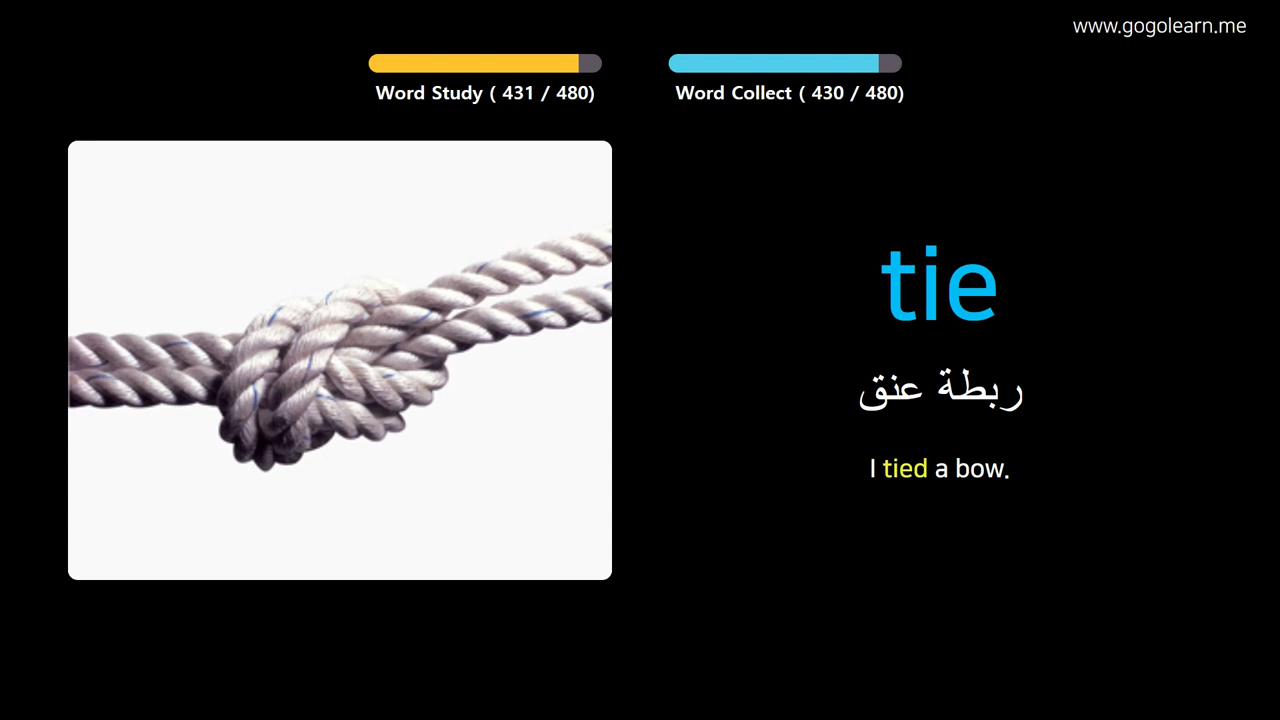 www.gogolearn.me
Word Study ( 431 / 480)
Word Collect ( 430 / 480)
tie
ربطة عنق
I tied a bow.